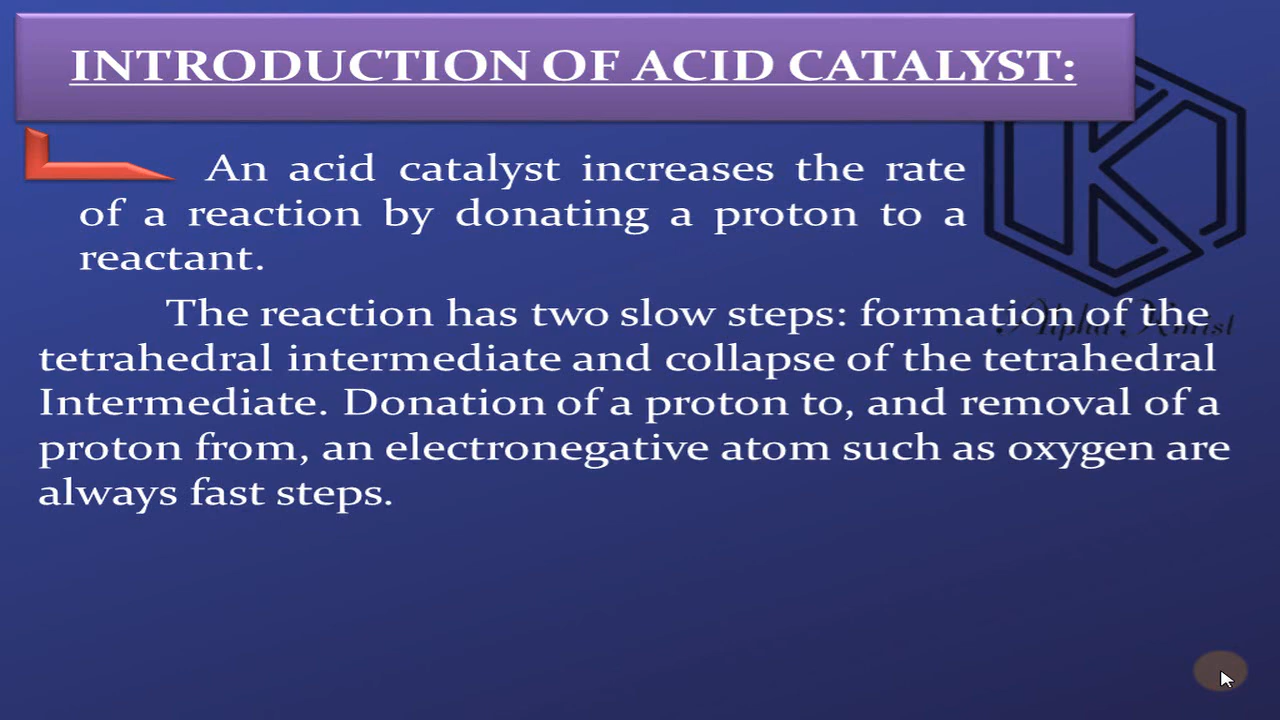 INTRODUCTION OF ACID CATALYST:
An acid catalyst increases the rate
of a reaction by donating a proton to a
reactant.
The reaction has two slow steps: formation of the
tetrahedral intermediate and collapse of the tetrahedral
Intermediate. Donation of a proton to, and removal of a
proton from, an electronegative atom such as oxygen are
always fast steps.